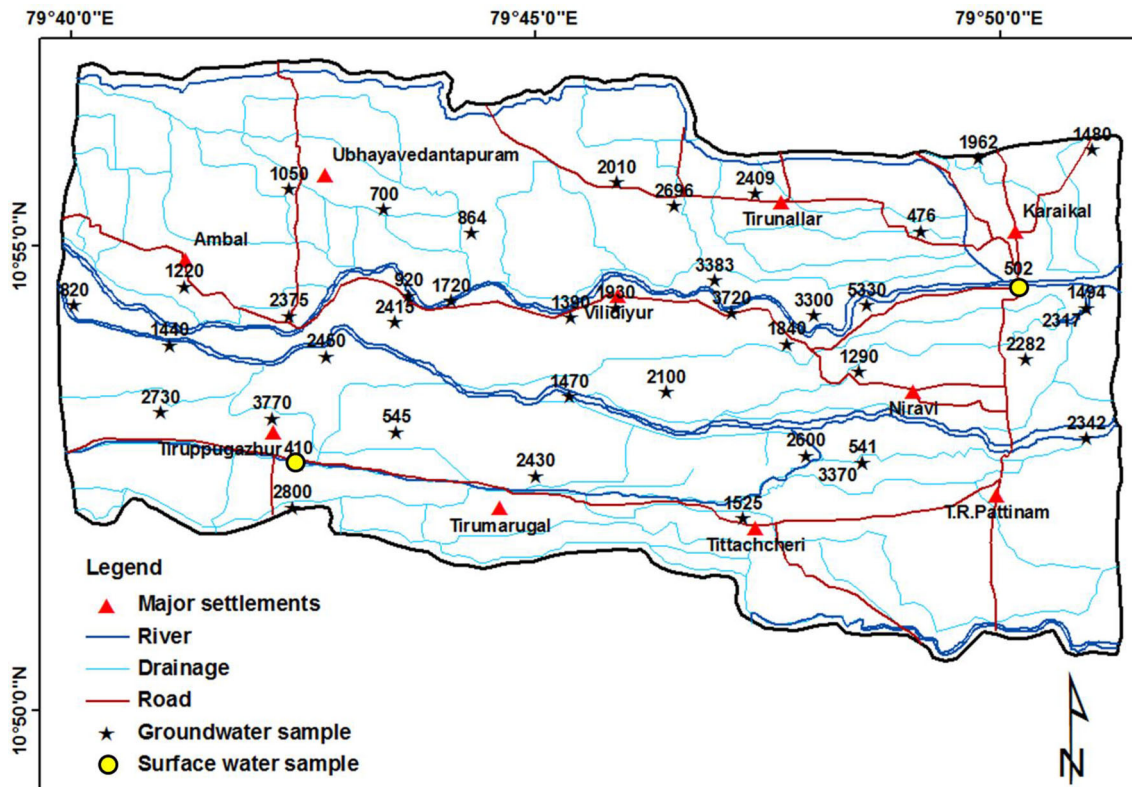 79°40'0"E
79°45'0"E
79°50'0"E
10°55'0"N
10°50'0"N
1962
1480
Ubhayavedantapuram
1050
700
864
2010
2696
2409
Tirunallar
476
Karaikal
Ambal
1220
820
2375
920
2415
1720
1390
1930
Vilidiyur
3383
3720
3300
5330
502
1494
2317
1440
2450
1840
1290
2282
2730
3770
1470
2100
Niravi
545
Tiruppugazhur
410
2342
2600
541
3370
2430
2800
1525
Tirumarugal
Tittachcheri
T.R.Pattinam
Legend
Major settlements
River
Drainage
Road
Groundwater sample
Surface water sample
N